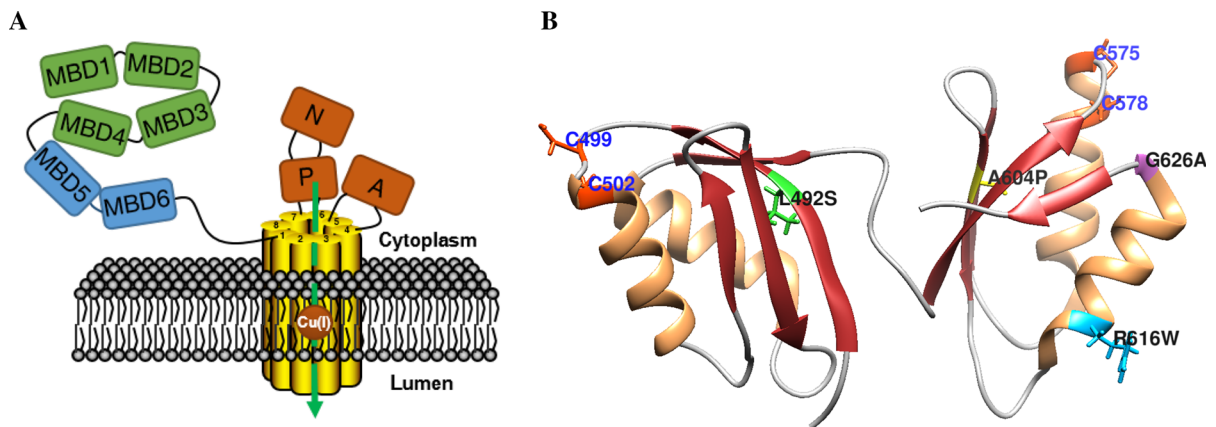 A
MBD1
MBD2
MBD4
MBD3
MBD5
MBD6
N
P
A
7
6
5
8
4
1
2
3
Cytoplasm
Cu(I)
Lumen
B
C575
C578
C499
C502
L492S
A604P
G626A
R616W